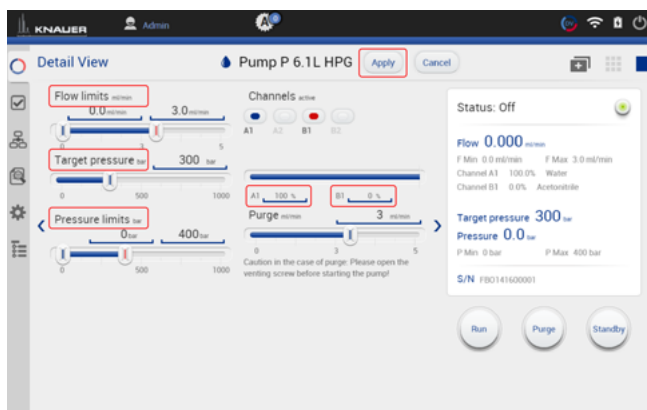 KNAUER Admin A
Detail View Pump P 6.1L HPG Apply Cancel
Flow limits ml/min
0.0 ml/min 3.0 ml/min
0 3 5
Target pressure bar 300 bar
0 500 1000
Pressure limits bar
0 bar 400 bar
0 500 1000
Channels active
A1 A2 B1 B2
A1 100 % B1 0 %
Purge ml/min 3 ml/min
0 3 5
Caution in the case of purge: Please open the
venting screw before starting the pump!
Status: Off
Flow 0.000 ml/min
F Min 0.0 ml/min F Max 3.0 ml/min
Channel A1 100.0% Water
Channel B1 0.0% Acetonitrile
Target pressure 300 bar
Pressure 0.0 bar
P Min 0 bar P Max 400 bar
S/N FBO141600001
Run Purge Standby